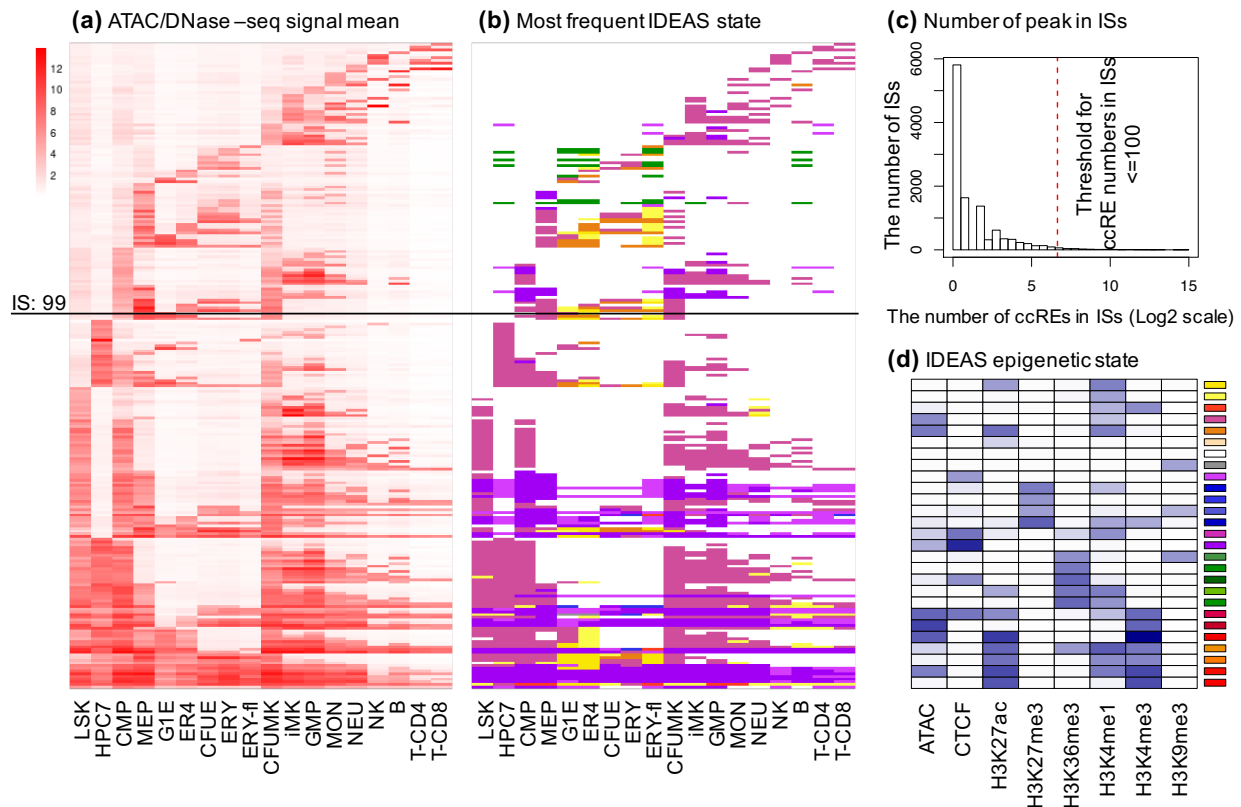 (a) ATAC/DNase –seq signal mean
12
10
8
6
4
2
IS: 99
LSK
HPC7
CMP
MEP
G1E
ER4
CFUE
ERY
ERY-fl
CFUMK
iMK
GMP
MON
NEU
NK
B
T-CD4
T-CD8
(b) Most frequent IDEAS state
LSK
HPC7
CMP
MEP
G1E
ER4
CFUE
ERY
ERY-fl
CFUMK
iMK
GMP
MON
NEU
NK
B
T-CD4
T-CD8
(c) Number of peak in ISs
The number of ISs
0
2000
4000
6000
Threshold for
ccRE numbers in ISs
<=100
0
5
10
15
The number of ccREs in ISs (Log2 scale)
(d) IDEAS epigenetic state
ATAC
CTCF
H3K27ac
H3K27me3
H3K36me3
H3K4me1
H3K4me3
H3K9me3